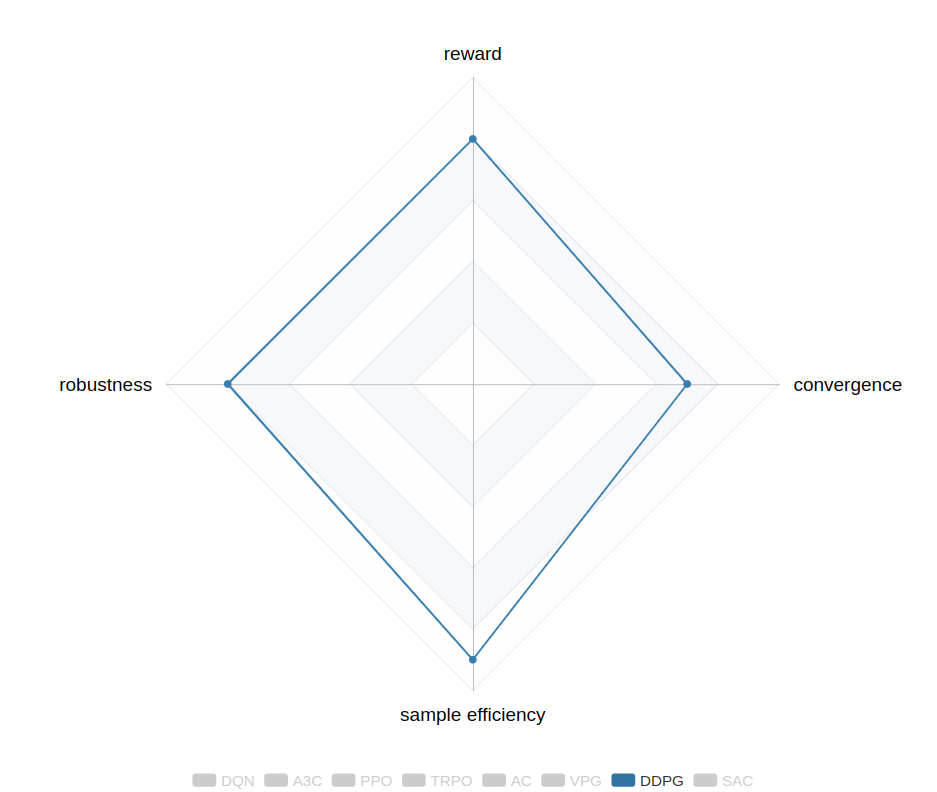 reward
robustness
convergence
sample efficiency
DQN A3C PPO TRPO AC VPG DDPG SAC